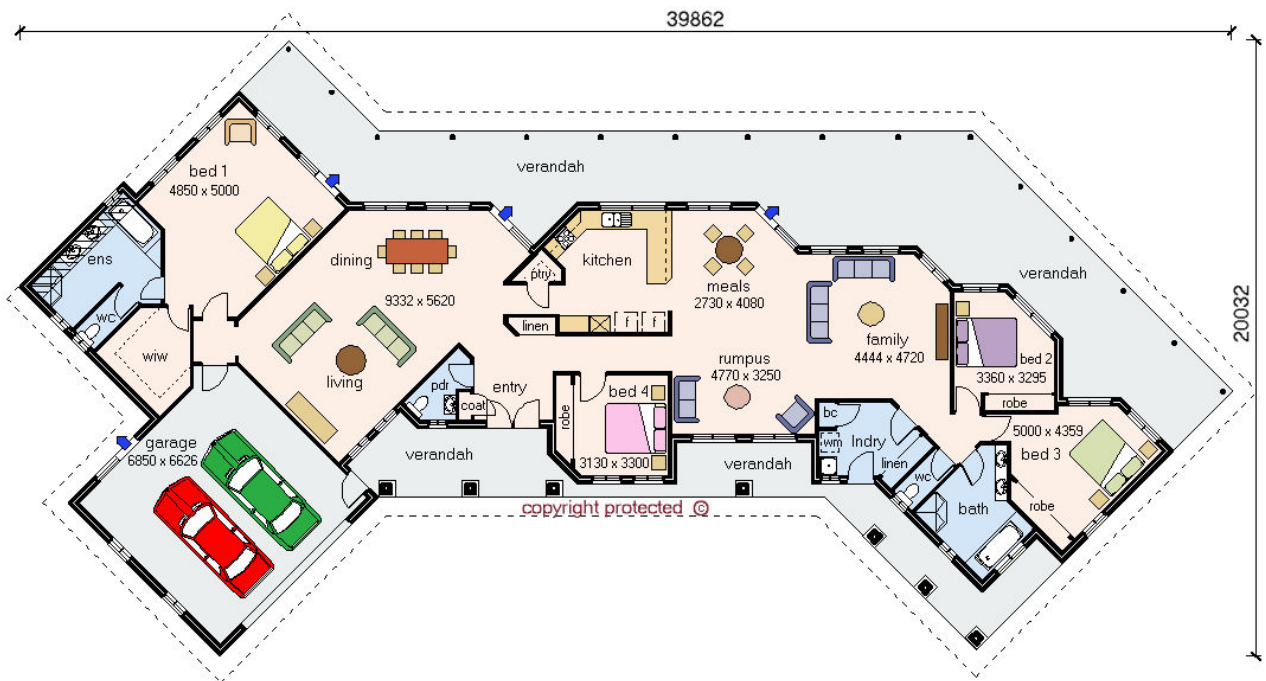 39862
20032
verandah
bed 1
4850 x 5000
ens
wc
wiw
dining
9332 x 5620
living
ptry
kitchen
linen
f
f
meals
2730 x 4080
family
4444 x 4720
verandah
bed 2
3360 x 3295
robe
rumpus
4770 x 3250
pdr
coat
entry
bed 4
robe
3130 x 3300
garage
6850 x 6626
verandah
verandah
bc
wm
lndry
linen
wc
bath
5000 x 4359
bed 3
robe
copyright protected ©